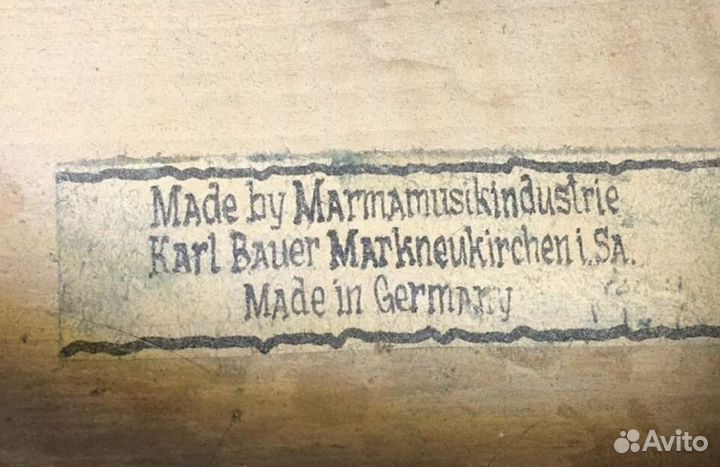 Made by Marmamusikindustrie
Karl Bauer Markneukirchen i.Sa.
Made in Germany
Avito